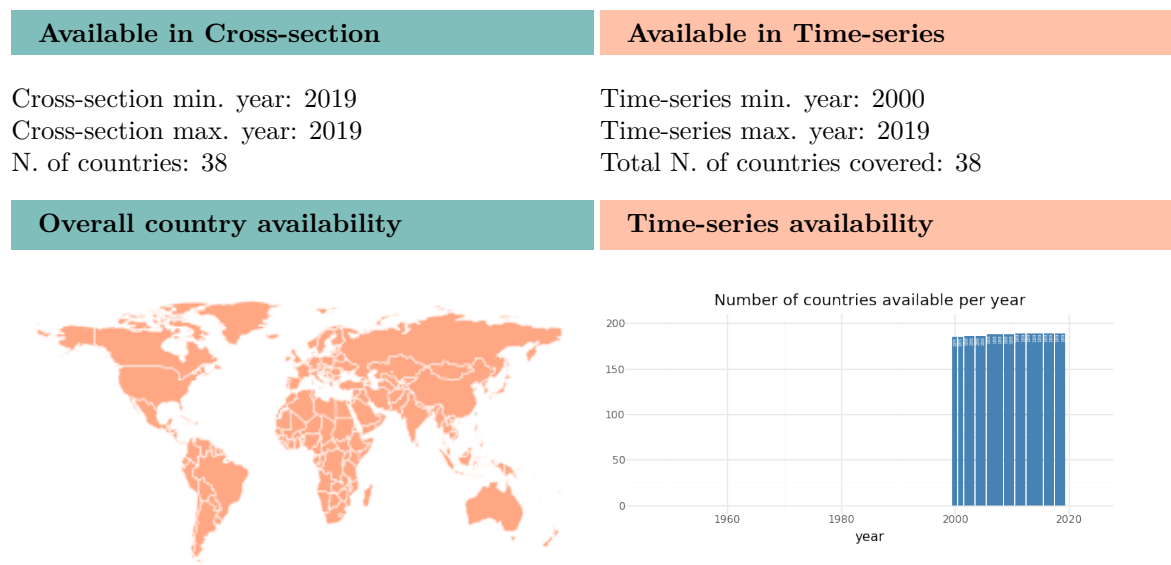 Available in Cross-section
Cross-section min. year: 2019
Cross-section max. year: 2019
N. of countries: 38
Available in Time-series
Time-series min. year: 2000
Time-series max. year: 2019
Total N. of countries covered: 38
Overall country availability
Time-series availability
Number of countries available per year
200
150
100
50
0
1960 1980 2000 2020
year